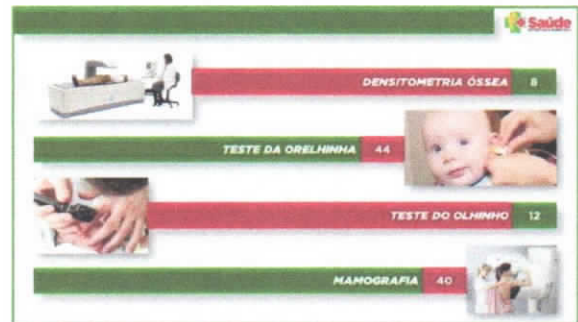 Saúde
DENSITOMETRIA ÓSSEA 8
TESTE DA ORELHINHA 44
TESTE DO OLHINHO 12
MAMOGRAFIA 40